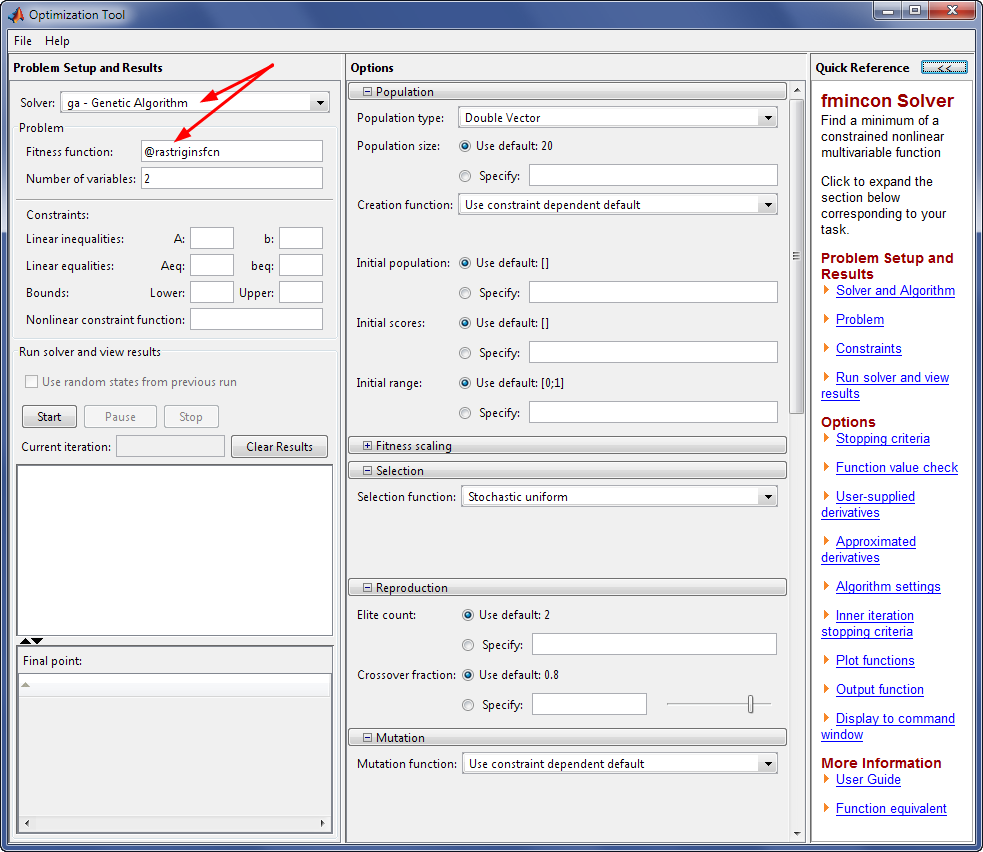 Optimization Tool
File Help
Problem Setup and Results
Solver: ga - Genetic Algorithm
Problem
Fitness function: @rastriginsfcn
Number of variables: 2
Constraints:
Linear inequalities: A: b:
Linear equalities: Aeq: beq:
Bounds: Lower: Upper:
Nonlinear constraint function:
Run solver and view results
Use random states from previous run
Start Pause Stop
Current iteration: Clear Results
Final point:
Options
Population
Population type: Double Vector
Population size: Use default: 20
Specify:
Creation function: Use constraint dependent default
Initial population: Use default: []
Specify:
Initial scores: Use default: []
Specify:
Initial range: Use default: [0;1]
Specify:
Fitness scaling
Selection
Selection function: Stochastic uniform
Reproduction
Elite count: Use default: 2
Specify:
Crossover fraction: Use default: 0.8
Specify:
Mutation
Mutation function: Use constraint dependent default
Quick Reference <<
fmincon Solver
Find a minimum of a
constrained nonlinear
multivariable function
Click to expand the
section below
corresponding to your
task.
Problem Setup and
Results
Solver and Algorithm
Problem
Constraints
Run solver and view
results
Options
Stopping criteria
Function value check
User-supplied
derivatives
Approximated
derivatives
Algorithm settings
Inner iteration
stopping criteria
Plot functions
Output function
Display to command
window
More Information
User Guide
Function equivalent